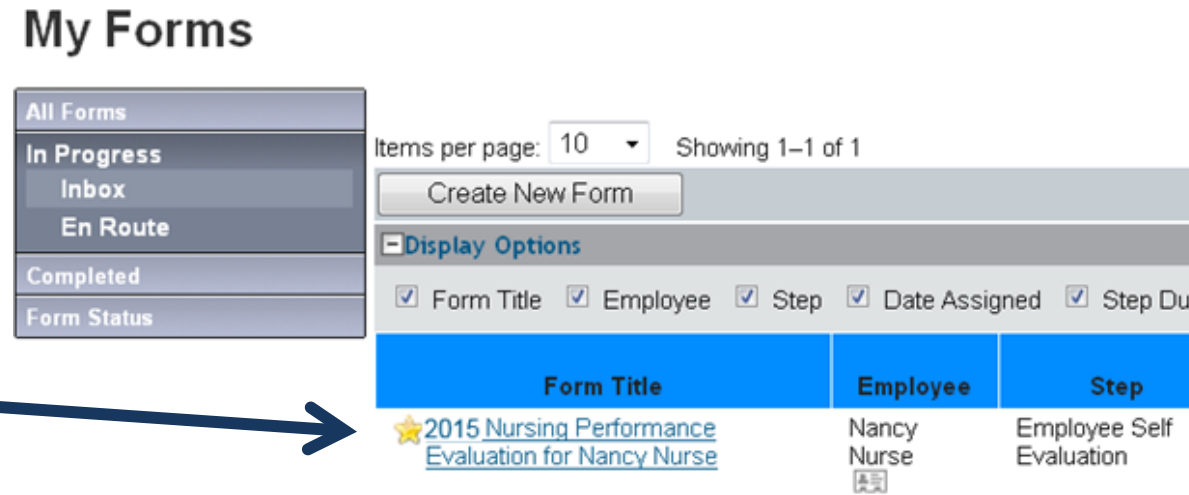 My Forms
All Forms
In Progress
Inbox
En Route
Completed
Form Status
Items per page: 10 Showing 1–1 of 1
Create New Form
Display Options
Form Title Employee Step Date Assigned Step Du
Form Title Employee Step
2015 Nursing Performance
Evaluation for Nancy Nurse
Nancy
Nurse
Employee Self
Evaluation